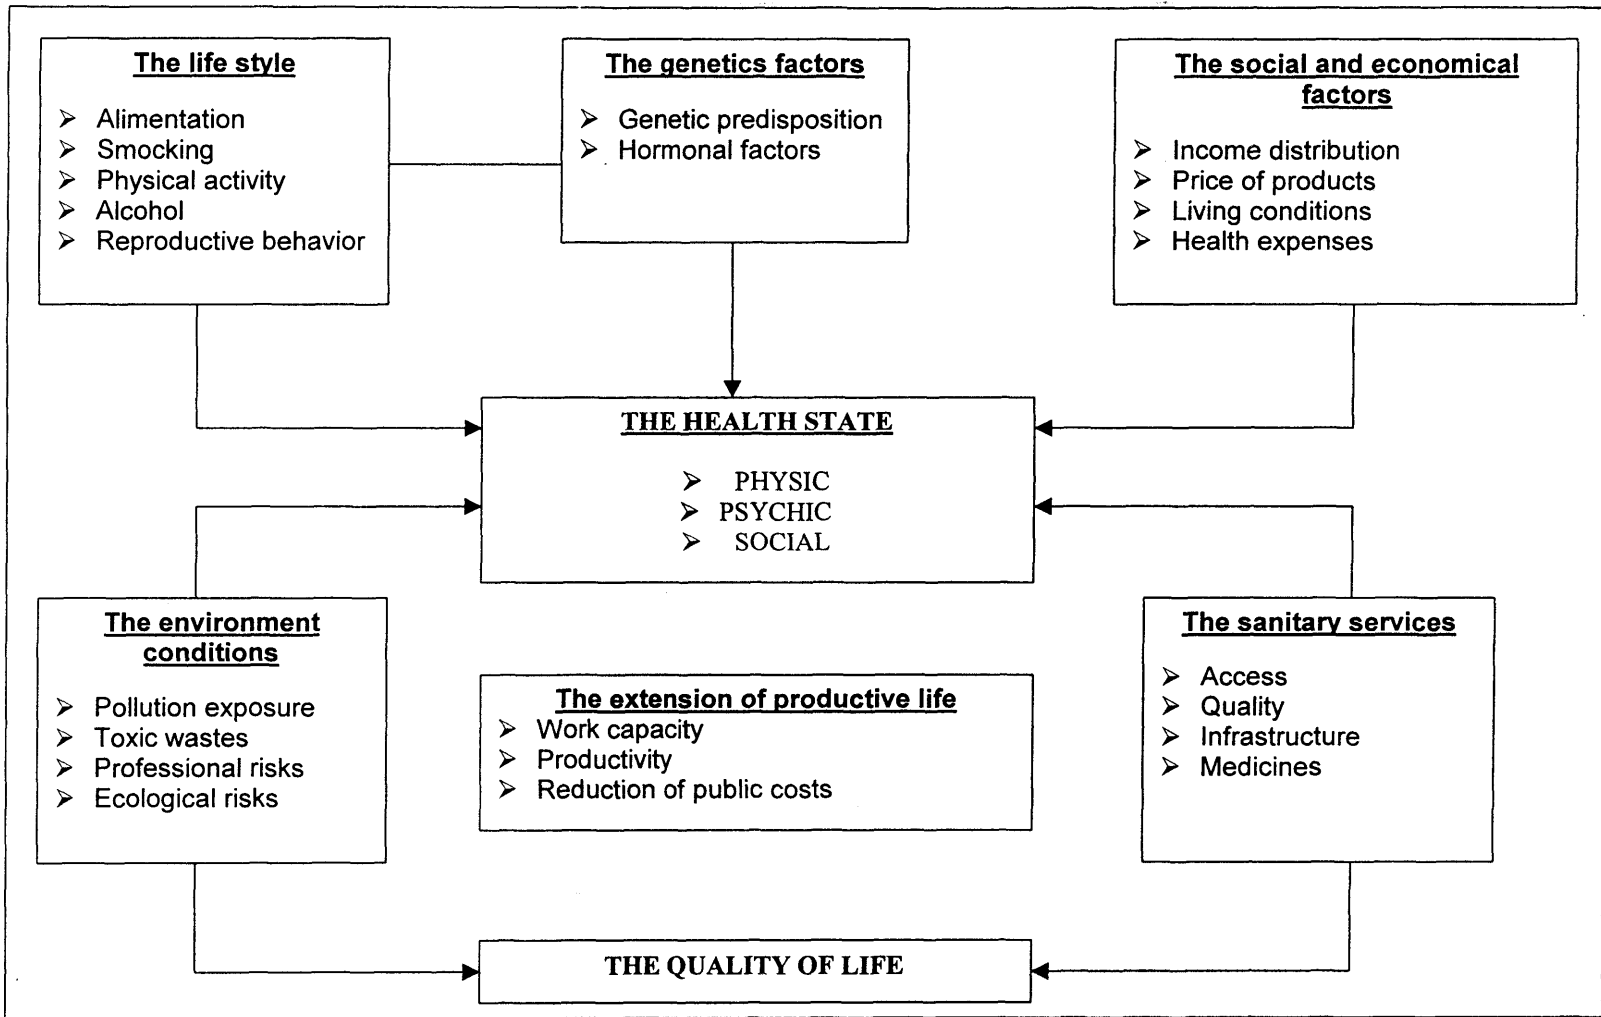 The life style
➢ Alimentation
➢ Smocking
➢ Physical activity
➢ Alcohol
➢ Reproductive behavior
The genetics factors
➢ Genetic predisposition
➢ Hormonal factors
The social and economical
factors
➢ Income distribution
➢ Price of products
➢ Living conditions
➢ Health expenses
THE HEALTH STATE
➢ PHYSIC
➢ PSYCHIC
➢ SOCIAL
The environment
conditions
➢ Pollution exposure
➢ Toxic wastes
➢ Professional risks
➢ Ecological risks
The extension of productive life
➢ Work capacity
➢ Productivity
➢ Reduction of public costs
The sanitary services
➢ Access
➢ Quality
➢ Infrastructure
➢ Medicines
THE QUALITY OF LIFE